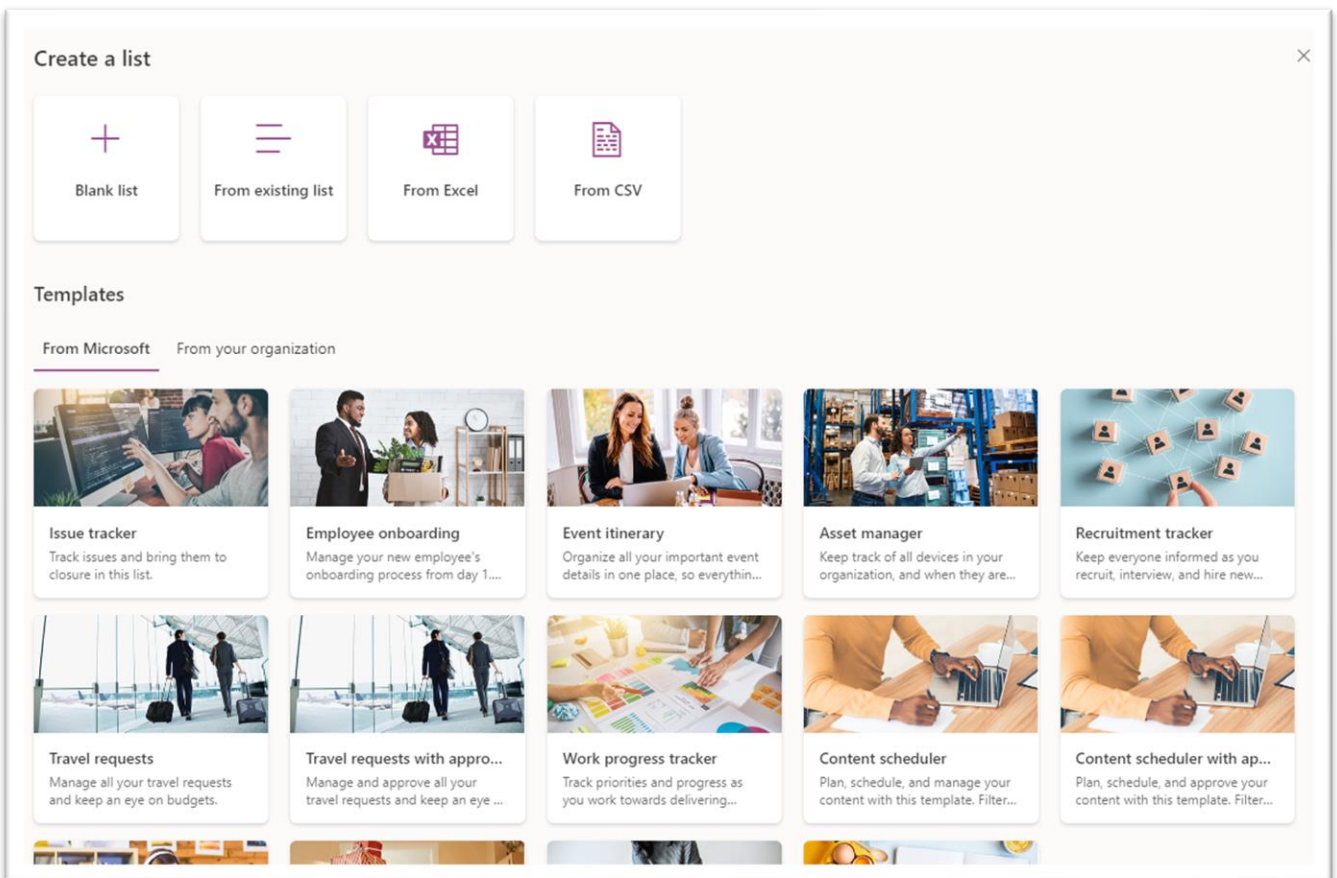 Create a list
Blank list
From existing list
From Excel
From CSV
Templates
From Microsoft
From your organization
Issue tracker
Track issues and bring them to
closure in this list.
Employee onboarding
Manage your new employee's
onboarding process from day 1....
Event itinerary
Organize all your important event
details in one place, so everythin...
Asset manager
Keep track of all devices in your
organization, and when they are...
Recruitment tracker
Keep everyone informed as you
recruit, interview, and hire new...
Travel requests
Manage all your travel requests
and keep an eye on budgets.
Travel requests with appro...
Manage and approve all your
travel requests and keep an eye ...
Work progress tracker
Track priorities and progress as
you work towards delivering...
Content scheduler
Plan, schedule, and manage your
content with this template. Filter...
Content scheduler with ap...
Plan, schedule, and approve your
content with this template. Filter...